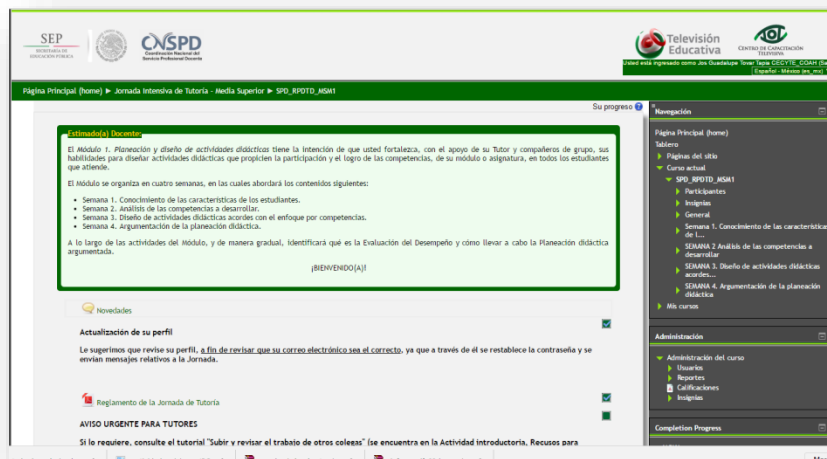 SEP
SECRETARÍA DE
EDUCACIÓN PÚBLICA
CNSPD
Coordinación Nacional del
Servicio Profesional Docente
Televisión
Educativa
CENTRO DE CAPACITACIÓN
TELEVISIVA
Usted está ingresado como Jos Guadalupe Tovar Tapia CECYTE_COAH (Sa
Español - México (es_mx)
Página Principal (home) ► Jornada Intensiva de Tutoría - Media Superior ► SPD_RPDTD_MSM1
Su progreso
Estimado(a) Docente:
El Módulo 1. Planeación y diseño de actividades didácticas tiene la intención de que usted fortalezca, con el apoyo de su Tutor y compañeros de grupo, sus
habilidades para diseñar actividades didácticas que propicien la participación y el logro de las competencias, de su módulo o asignatura, en todos los estudiantes
que atiende.
El Módulo se organiza en cuatro semanas, en las cuales abordará los contenidos siguientes:
• Semana 1. Conocimiento de las características de los estudiantes.
• Semana 2. Análisis de las competencias a desarrollar.
• Semana 3. Diseño de actividades didácticas acordes con el enfoque por competencias.
• Semana 4. Argumentación de la planeación didáctica.
A lo largo de las actividades del Módulo, y de manera gradual, identificará qué es la Evaluación del Desempeño y cómo llevar a cabo la Planeación didáctica
argumentada.
¡BIENVENIDO(A)!
Novedades
Actualización de su perfil
Le sugerimos que revise su perfil, a fin de revisar que su correo electrónico sea el correcto, ya que a través de él se restablece la contraseña y se
envían mensajes relativos a la Jornada.
Reglamento de la Jornada de Tutoría
AVISO URGENTE PARA TUTORES
Si lo requiere, consulte el tutorial "Subir y revisar el trabajo de otros colegas" (se encuentra en la Actividad introductoria, Recusos para
Navegación
Página Principal (home)
Tablero
Páginas del sitio
Curso actual
SPD_RPDTD_MSM1
Participantes
Insignias
General
Semana 1. Conocimiento de las características
de l...
SEMANA 2 Análisis de las competencias a
desarrollar
SEMANA 3. Diseño de actividades didácticas
acordes...
SEMANA 4. Argumentación de la planeación
didáctica
Mis cursos
Administración
Administración del curso
Usuarios
Reportes
Calificaciones
Insignias
Completion Progress